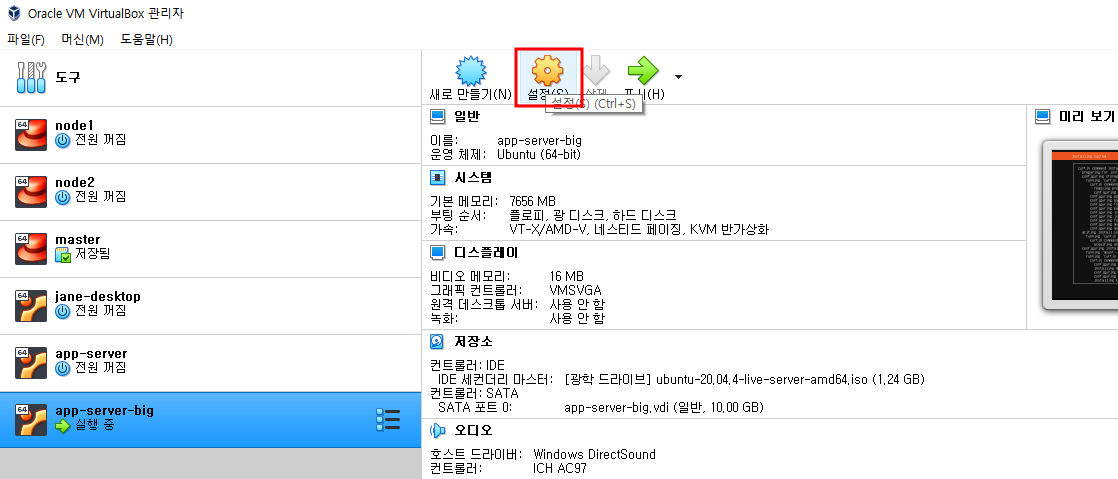 Oracle VM VirtualBox 관리자
파일(F) 머신(M) 도움말(H)
도구
새로 만들기(N) 설정(S) 삭제 (H)
설정(S) (Ctrl+S)
64 node1
전원 꺼짐
64 node2
전원 꺼짐
64 master
저장됨
64 jane-desktop
전원 꺼짐
64 app-server
전원 꺼짐
64 app-server-big
실행 중
일반
이름: app-server-big
운영 체제: Ubuntu (64-bit)
시스템
기본 메모리: 7656 MB
부팅 순서: 플로피, 광 디스크, 하드 디스크
가속: VT-X/AMD-V, 네스티드 페이징, KVM 반가상화
디스플레이
비디오 메모리: 16 MB
그래픽 컨트롤러: VMSVGA
원격 데스크톱 서버: 사용 안 함
녹화: 사용 안 함
저장소
컨트롤러: IDE
IDE 세컨더리 마스터: [광학 드라이브] ubuntu-20.04.4-live-server-amd64.iso (1.24 GB)
컨트롤러: SATA
SATA 포트 0: app-server-big.vdi (일반, 10.00 GB)
오디오
호스트 드라이버: Windows DirectSound
컨트롤러: ICH AC97
미리 보기